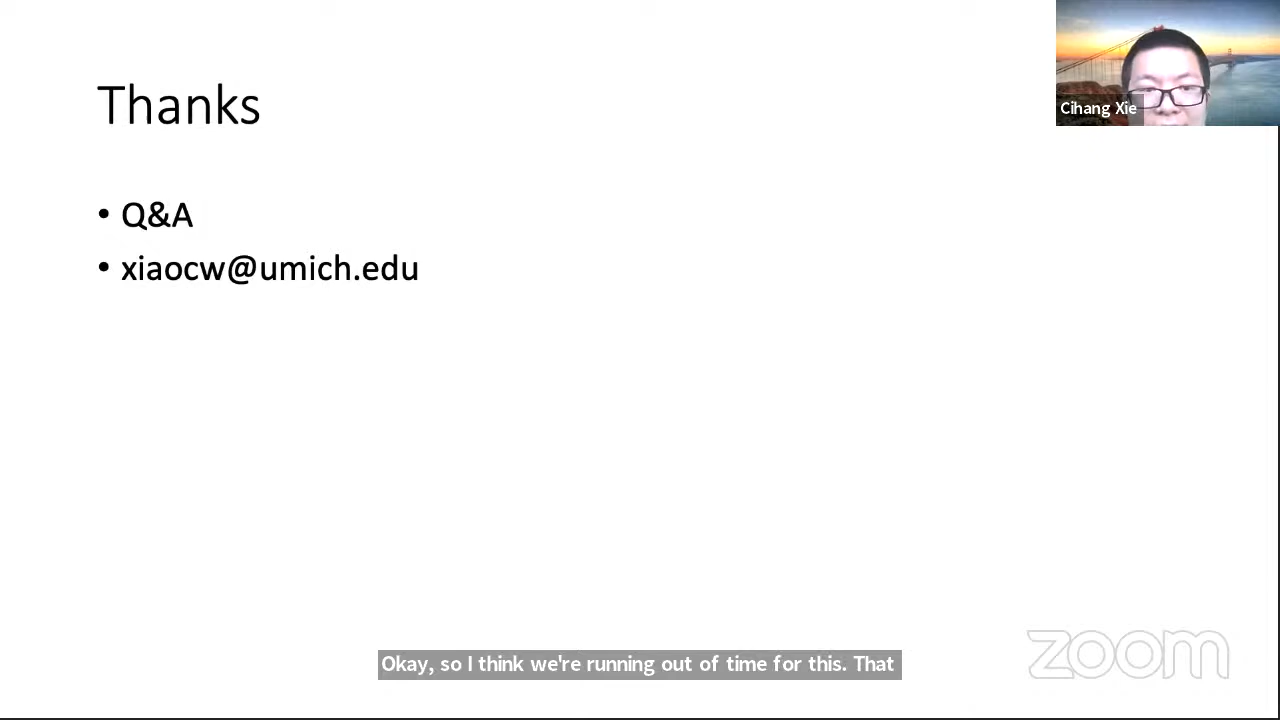 Thanks
• Q&A
• xiaocw@umich.edu
Cihang Xie
Okay, so I think we're running out of time for this. That
zoom